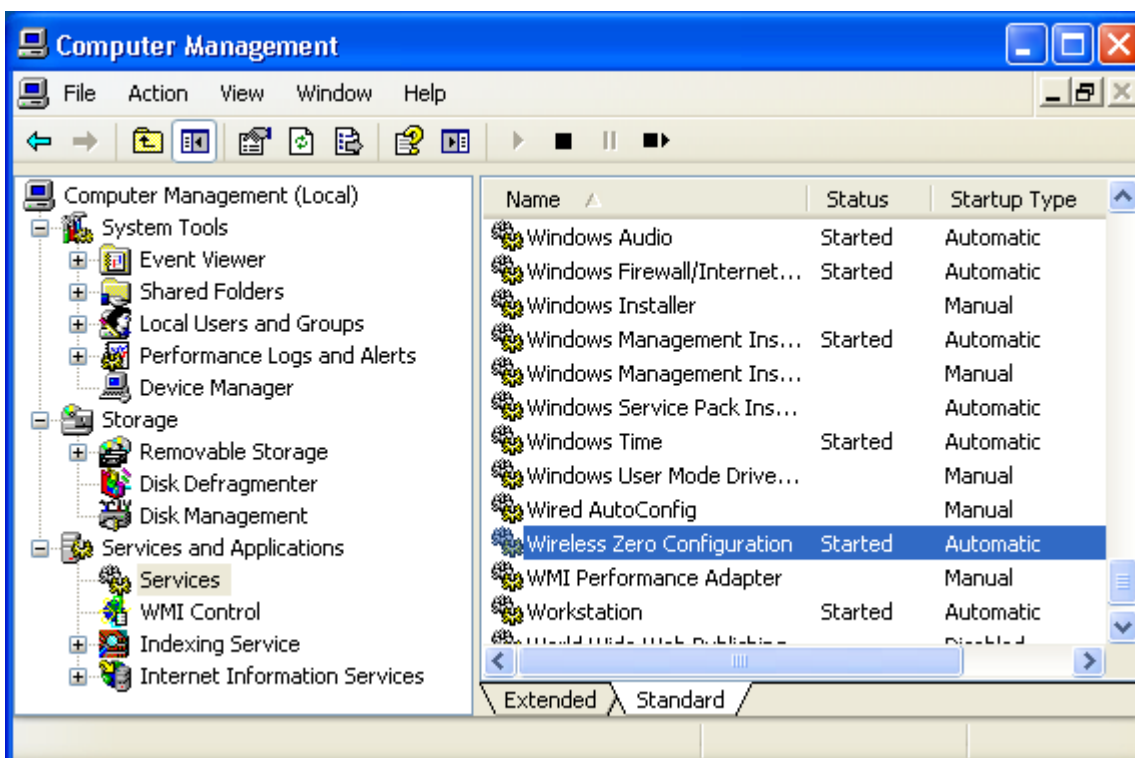 Computer Management
File Action View Window Help
Computer Management (Local)
System Tools
Event Viewer
Shared Folders
Local Users and Groups
Performance Logs and Alerts
Device Manager
Storage
Removable Storage
Disk Defragmenter
Disk Management
Services and Applications
Services
WMI Control
Indexing Service
Internet Information Services
Name Status Startup Type
Windows Audio Started Automatic
Windows Firewall/Internet... Started Automatic
Windows Installer Manual
Windows Management Ins... Started Automatic
Windows Management Ins... Manual
Windows Service Pack Ins... Automatic
Windows Time Started Automatic
Windows User Mode Drive... Manual
Wired AutoConfig Manual
Wireless Zero Configuration Started Automatic
WMI Performance Adapter Manual
Workstation Started Automatic
Extended Standard